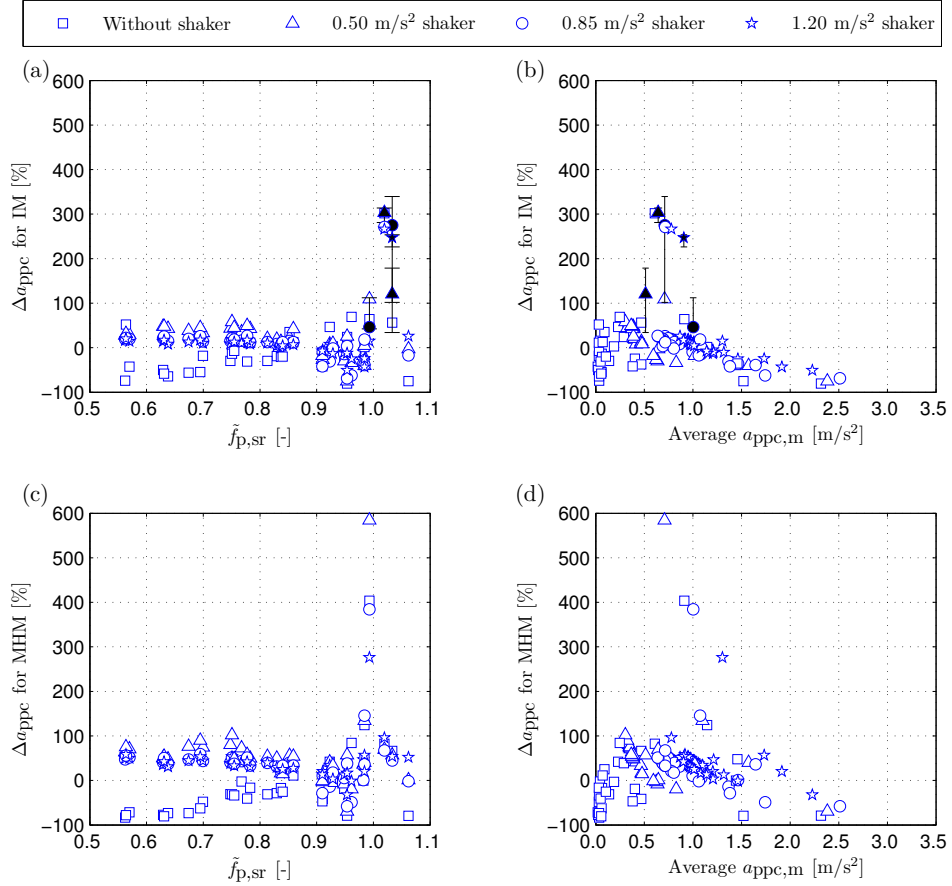 Without shaker 0.50 m/s² shaker 0.85 m/s² shaker 1.20 m/s² shaker
(a)
600
500
400
300
200
100
0
−100
Δappc for IM [%]
0.5 0.6 0.7 0.8 0.9 1.0 1.1
f̃p,sr [-]
(b)
600
500
400
300
200
100
0
−100
Δappc for IM [%]
0.0 0.5 1.0 1.5 2.0 2.5 3.0 3.5
Average appc,m [m/s²]
(c)
600
500
400
300
200
100
0
−100
Δappc for MHM [%]
0.5 0.6 0.7 0.8 0.9 1.0 1.1
f̃p,sr [-]
(d)
600
500
400
300
200
100
0
−100
Δappc for MHM [%]
0.0 0.5 1.0 1.5 2.0 2.5 3.0 3.5
Average appc,m [m/s²]